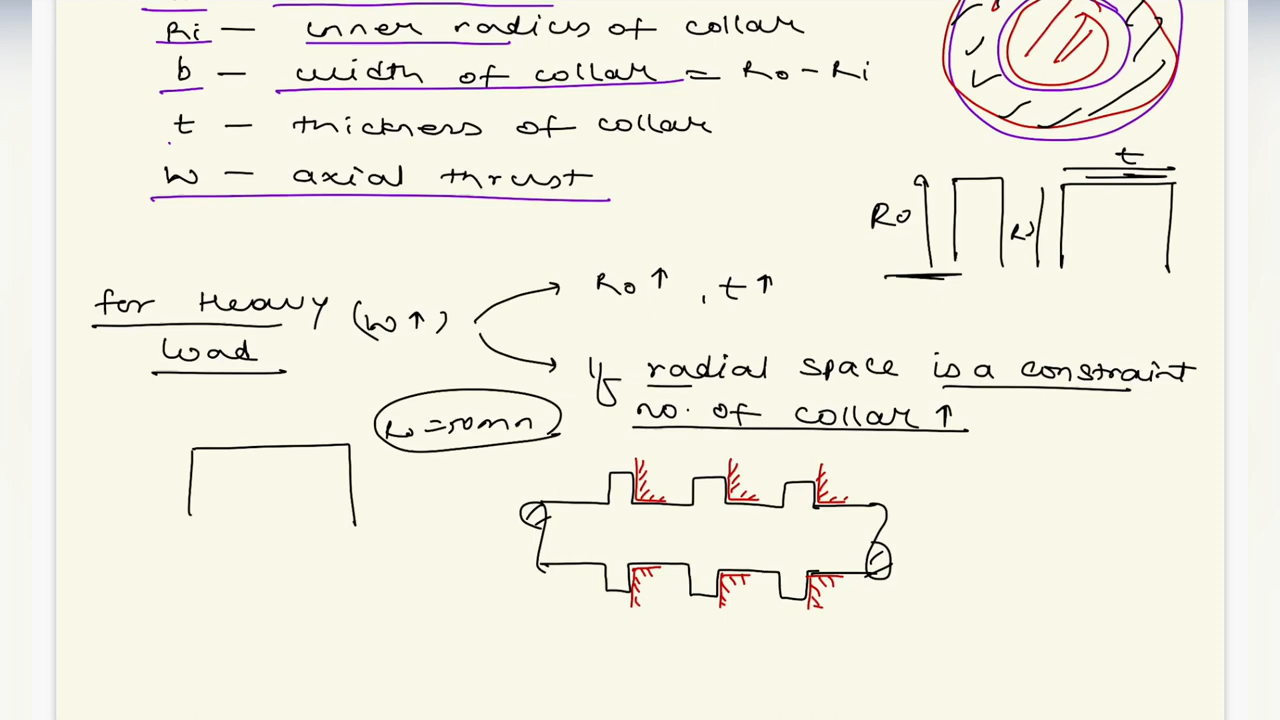 Ri — inner radius of collar
b — width of collar = Ro - Ri
t — thickness of collar
W — axial thrust
t
Ro
for Heavy (W ↑)
Load
Ro ↑ , t ↑
If radial space is a constraint
no. of collar ↑